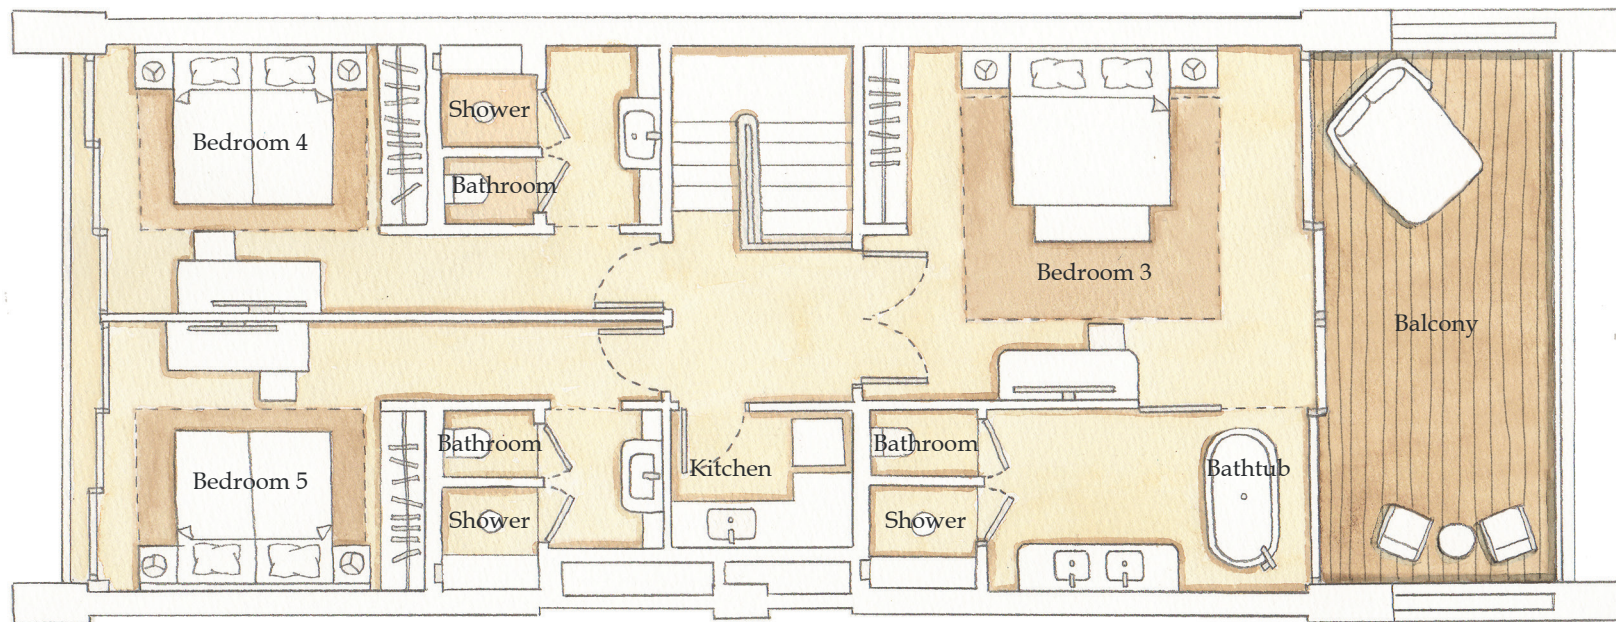 Shower
Bedroom 4
Bathroom
Bedroom 3
Balcony
Bathroom
Kitchen
Bathroom
Bathtub
Bedroom 5
Shower
Shower